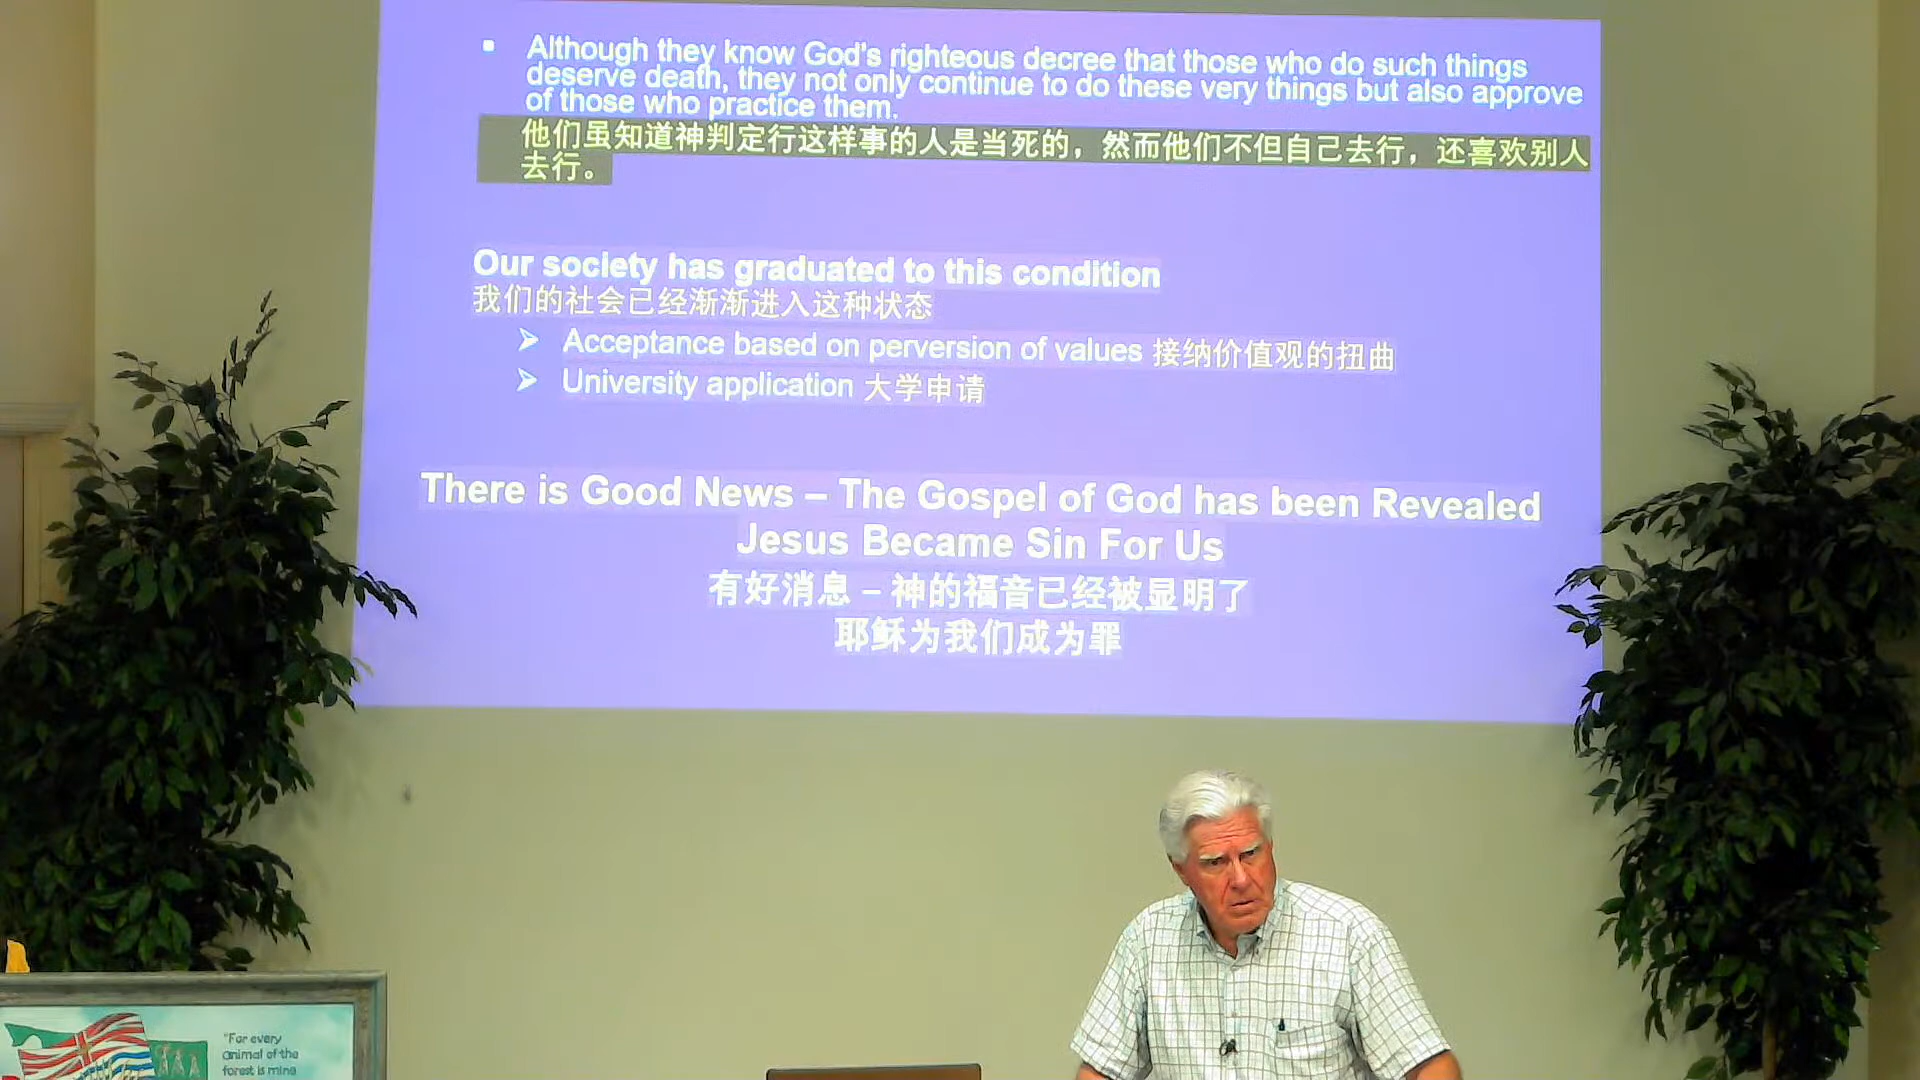 ▪ Although they know God's righteous decree that those who do such things
deserve death, they not only continue to do these very things but also approve
of those who practice them.
他们虽知道神判定行这样事的人是当死的，然而他们不但自己去行，还喜欢别人
去行。
Our society has graduated to this condition
我们的社会已经渐渐进入这种状态
➢ Acceptance based on perversion of values 接纳价值观的扭曲
➢ University application 大学申请
There is Good News – The Gospel of God has been Revealed
Jesus Became Sin For Us
有好消息 – 神的福音已经被显明了
耶稣为我们成为罪
"For every
animal of the
forest is mine